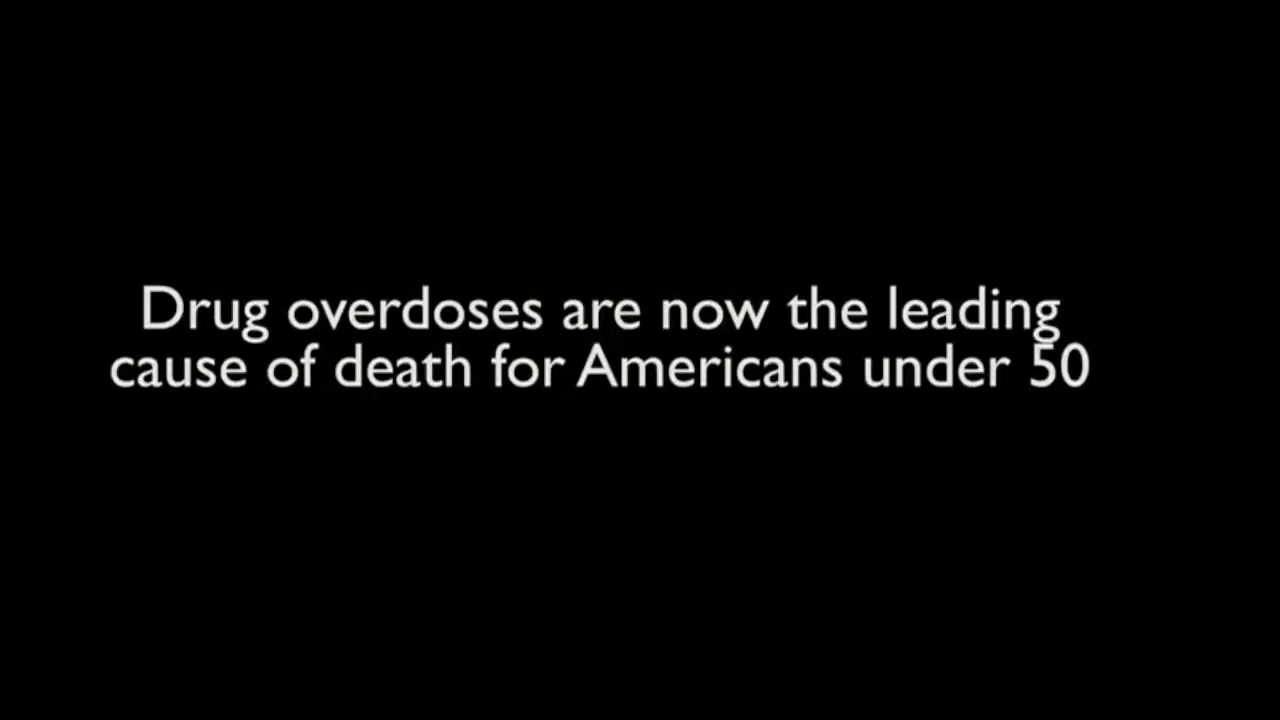 Drug overdoses are now the leading
cause of death for Americans under 50